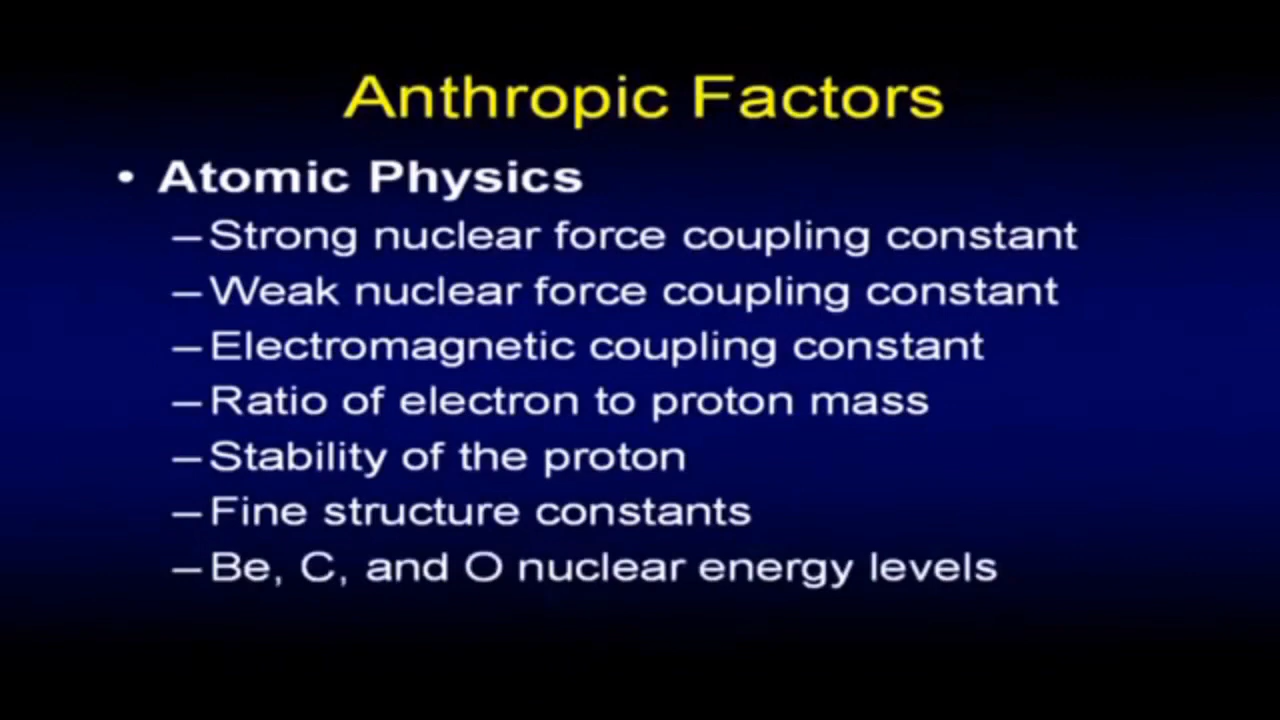 Anthropic Factors
• Atomic Physics
– Strong nuclear force coupling constant
– Weak nuclear force coupling constant
– Electromagnetic coupling constant
– Ratio of electron to proton mass
– Stability of the proton
– Fine structure constants
– Be, C, and O nuclear energy levels